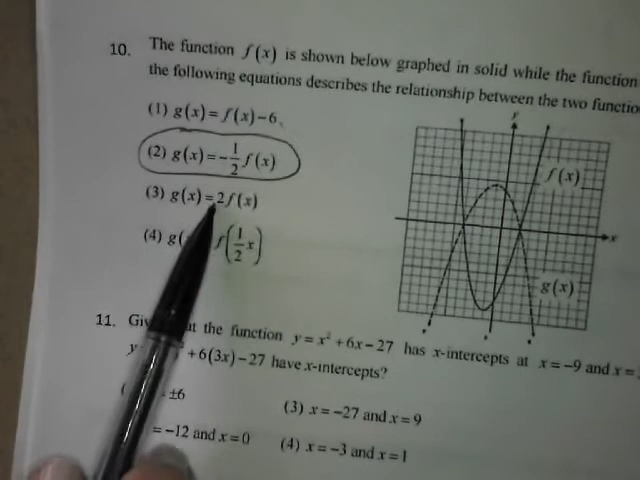 10. The function f(x) is shown below graphed in solid while the function
the following equations describes the relationship between the two functio
(1) g(x)=f(x)−6
(2) g(x)=−1/2 f(x)
(3) g(x)=2f(x)
(4) g( f(1/2 x)
y
f(x)
x
g(x)
11. Giv at the function y=x²+6x−27 has x-intercepts at x=−9 and x=
y +6(3x)−27 have x-intercepts?
±6
(3) x=−27 and x=9
=−12 and x=0
(4) x=−3 and x=1